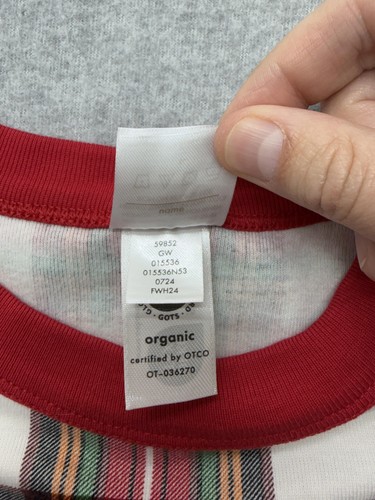 59852
GW
015536
015536N53
0724
FWH24
GOTS
organic
certified by OTCO
OT-036270